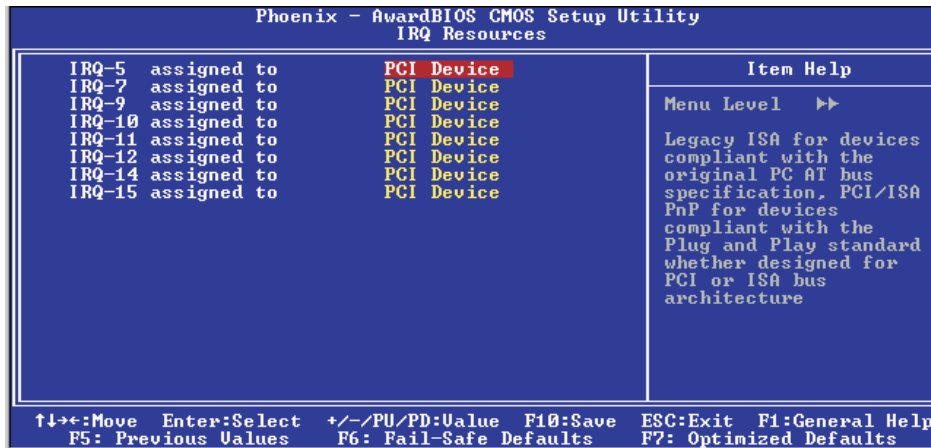 Phoenix - AwardBIOS CMOS Setup Utility
IRQ Resources
IRQ-5 assigned to PCI Device
IRQ-7 assigned to PCI Device
IRQ-9 assigned to PCI Device
IRQ-10 assigned to PCI Device
IRQ-11 assigned to PCI Device
IRQ-12 assigned to PCI Device
IRQ-14 assigned to PCI Device
IRQ-15 assigned to PCI Device
Item Help
Menu Level ▶▶
Legacy ISA for devices
compliant with the
original PC AT bus
specification, PCI/ISA
PnP for devices
compliant with the
Plug and Play standard
whether designed for
PCI or ISA bus
architecture
↑↓→←:Move Enter:Select +/-/PU/PD:Value F10:Save ESC:Exit F1:General Help
F5: Previous Values F6: Fail-Safe Defaults F7: Optimized Defaults